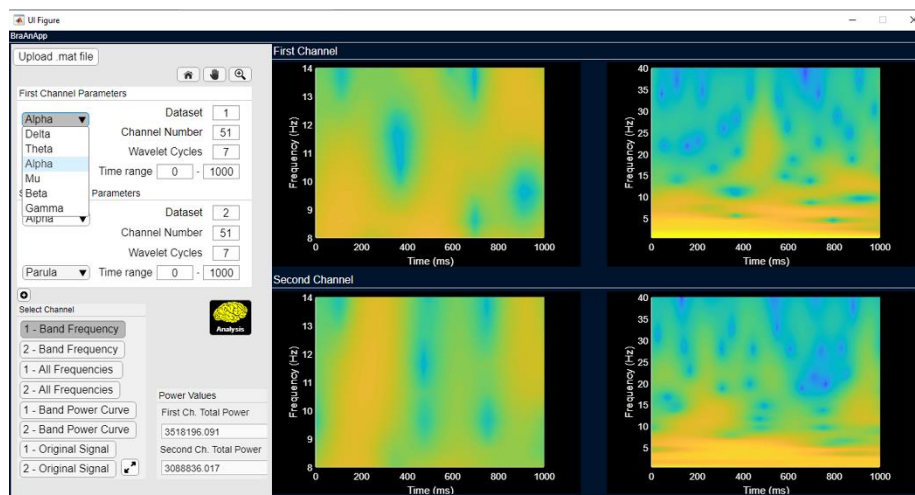 UI Figure
BraAnApp
Upload .mat file
First Channel Parameters
Alpha
Dataset 1
Delta
Channel Number 51
Theta
Alpha
Wavelet Cycles 7
Mu
Time range 0 - 1000
Beta
Parameters
Gamma
Dataset 2
Alpha
Channel Number 51
Wavelet Cycles 7
Parula
Time range 0 - 1000
Select Channel
1 - Band Frequency
2 - Band Frequency
1 - All Frequencies
2 - All Frequencies
1 - Band Power Curve
2 - Band Power Curve
1 - Original Signal
2 - Original Signal
Analysis
Power Values
First Ch. Total Power
3518196.091
Second Ch. Total Power
3088836.017
First Channel
14
13
12
11
10
9
8
Frequency (Hz)
0 200 400 600 800 1000
Time (ms)
40
35
30
25
20
15
10
5
Frequency (Hz)
0 200 400 600 800 1000
Time (ms)
Second Channel
14
13
12
11
10
9
8
Frequency (Hz)
0 200 400 600 800 1000
Time (ms)
40
35
30
25
20
15
10
5
Frequency (Hz)
0 200 400 600 800 1000
Time (ms)